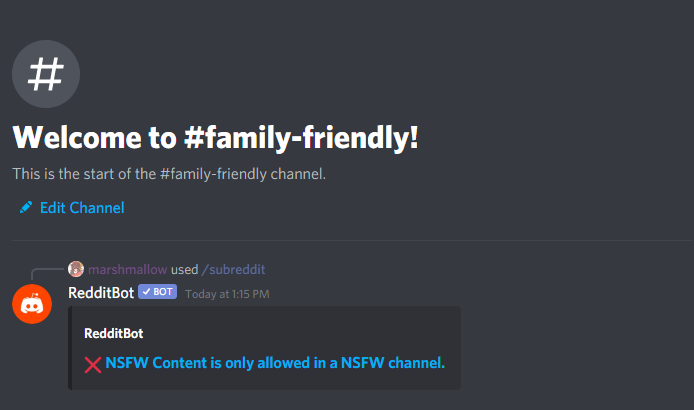 Welcome to #family-friendly!
This is the start of the #family-friendly channel.
Edit Channel
marshmallow used /subreddit
RedditBot ✓ BOT Today at 1:15 PM
RedditBot
❌ NSFW Content is only allowed in a NSFW channel.